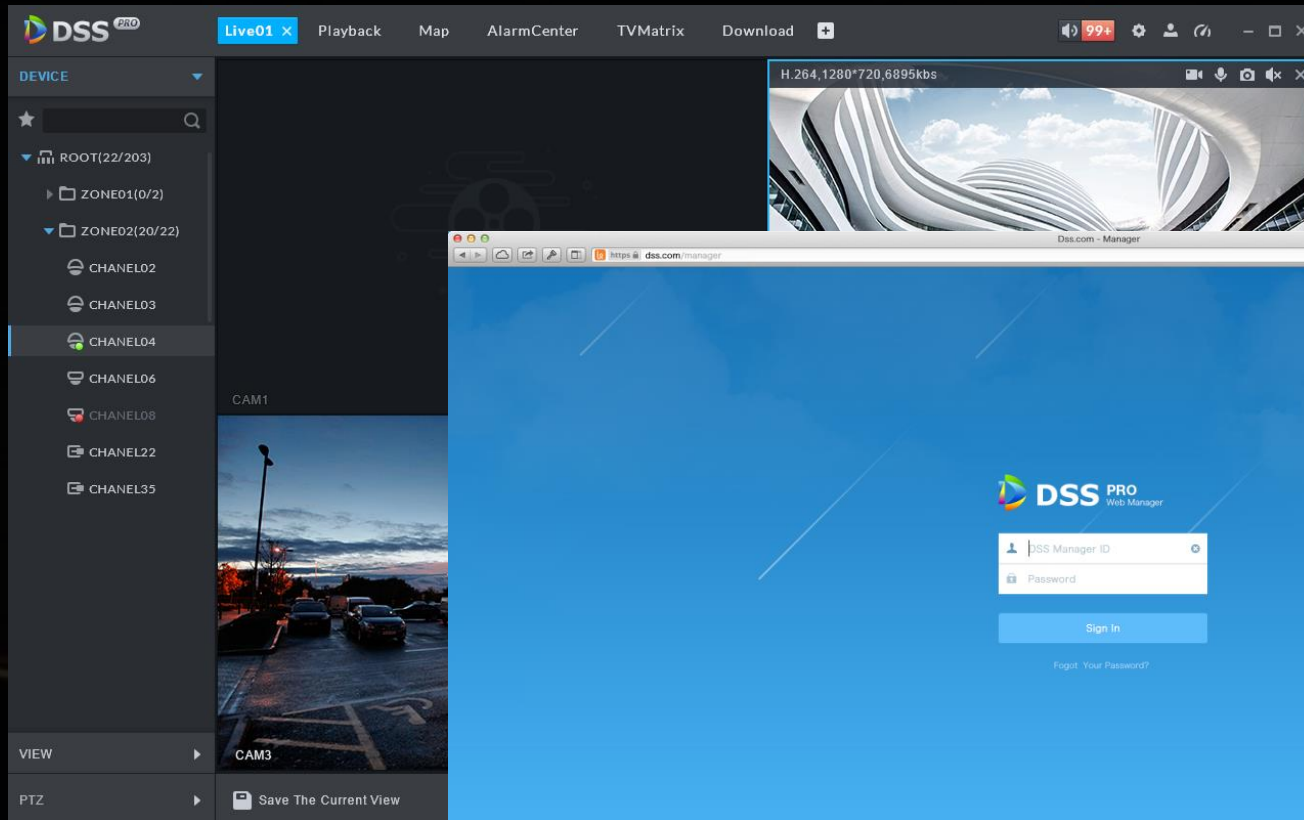 DSS PRO
Live01 × Playback Map AlarmCenter TVMatrix Download
99+
DEVICE
H.264,1280*720,6895kbs
ROOT(22/203)
ZONE01(0/2)
ZONE02(20/22)
CHANEL02
CHANEL03
CHANEL04
CHANEL06
CHANEL08
CHANEL22
CHANEL35
CAM1
CAM3
VIEW
PTZ
Save The Current View
Dss.com - Manager
https dss.com/manager
DSS PRO
Web Manager
DSS Manager ID
Password
Sign In
Fogot Your Password?